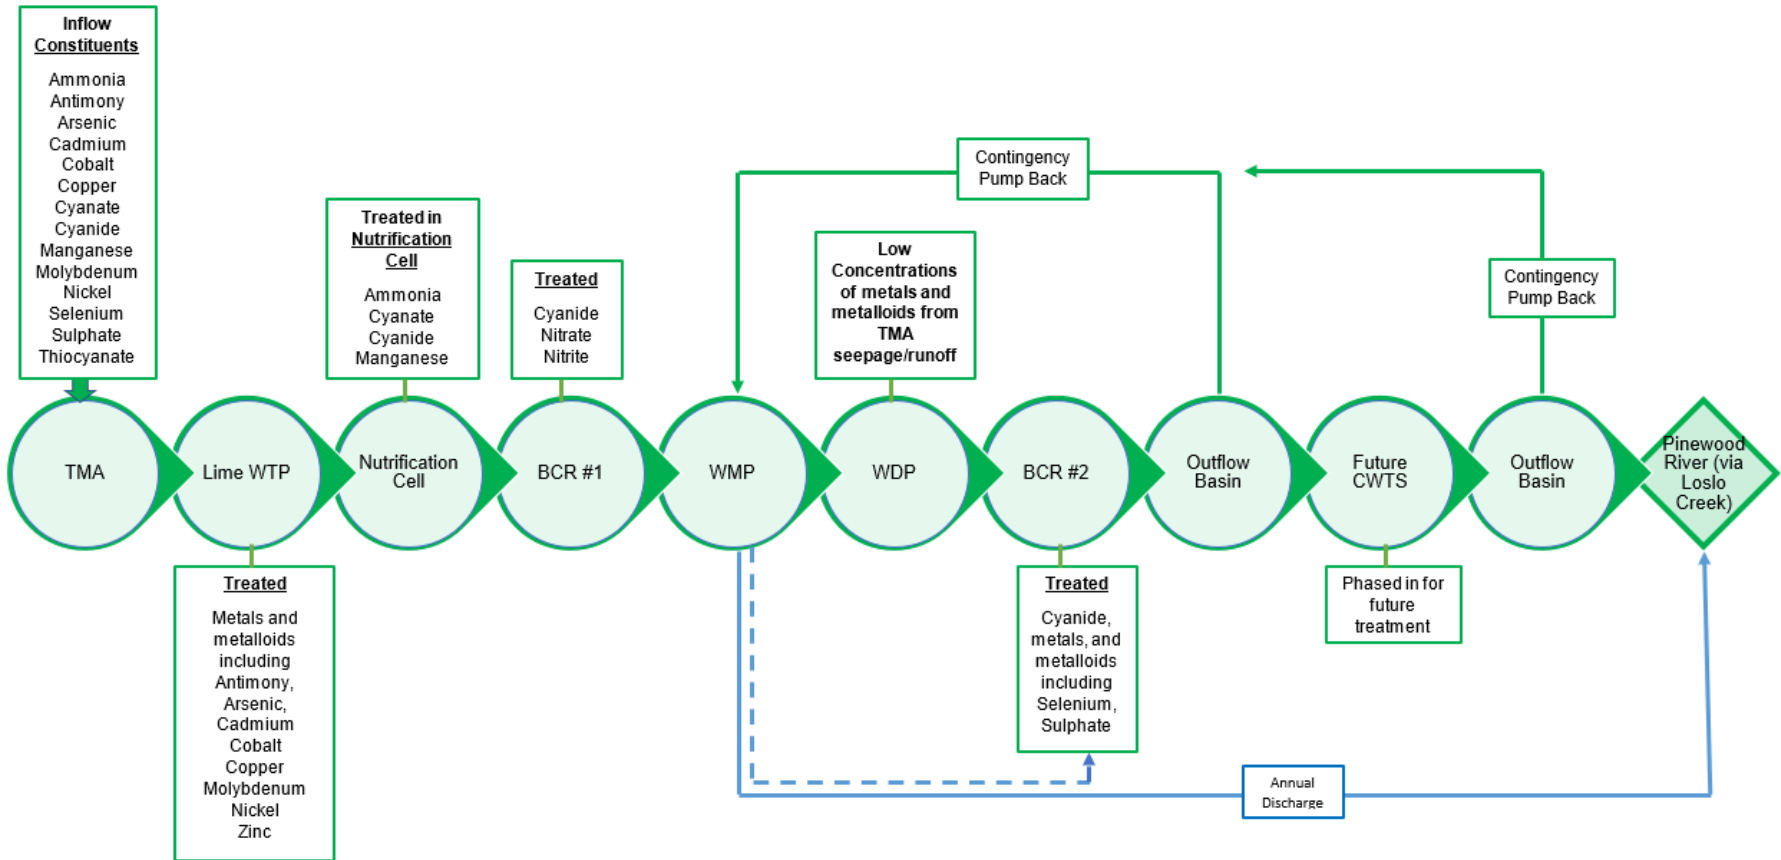 Inflow
Constituents
Ammonia
Antimony
Arsenic
Cadmium
Cobalt
Copper
Cyanate
Cyanide
Manganese
Molybdenum
Nickel
Selenium
Sulphate
Thiocyanate
Treated in
Nutrification
Cell
Ammonia
Cyanate
Cyanide
Manganese
Treated
Cyanide
Nitrate
Nitrite
Contingency
Pump Back
Low
Concentrations
of metals and
metalloids from
TMA
seepage/runoff
Contingency
Pump Back
TMA
Lime WTP
Nutrification
Cell
BCR #1
WMP
WDP
BCR #2
Outflow
Basin
Future
CWTS
Outflow
Basin
Pinewood
River (via
Loslo
Creek)
Treated
Metals and
metalloids
including
Antimony,
Arsenic,
Cadmium
Cobalt
Copper
Molybdenum
Nickel
Zinc
Treated
Cyanide,
metals, and
metalloids
including
Selenium,
Sulphate
Phased in for
future
treatment
Annual
Discharge